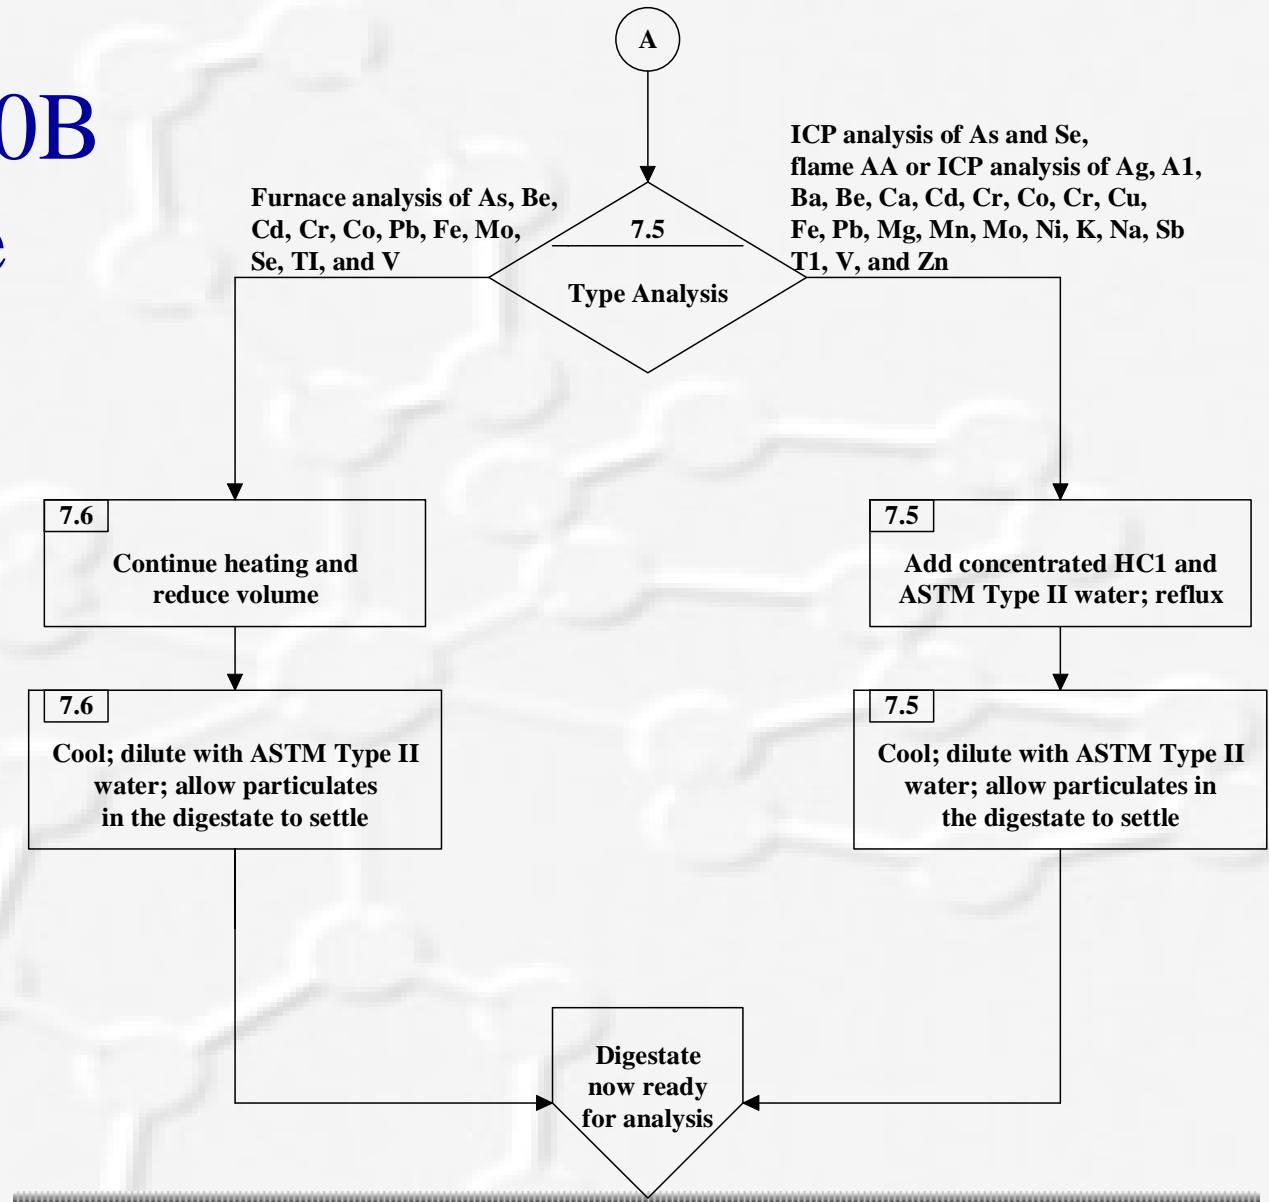 A
0B
e
Furnace analysis of As, Be,
Cd, Cr, Co, Pb, Fe, Mo,
Se, TI, and V
7.5
Type Analysis
ICP analysis of As and Se,
flame AA or ICP analysis of Ag, A1,
Ba, Be, Ca, Cd, Cr, Co, Cr, Cu,
Fe, Pb, Mg, Mn, Mo, Ni, K, Na, Sb
T1, V, and Zn
7.6
Continue heating and
reduce volume
7.5
Add concentrated HC1 and
ASTM Type II water; reflux
7.6
Cool; dilute with ASTM Type II
water; allow particulates
in the digestate to settle
7.5
Cool; dilute with ASTM Type II
water; allow particulates in
the digestate to settle
Digestate
now ready
for analysis